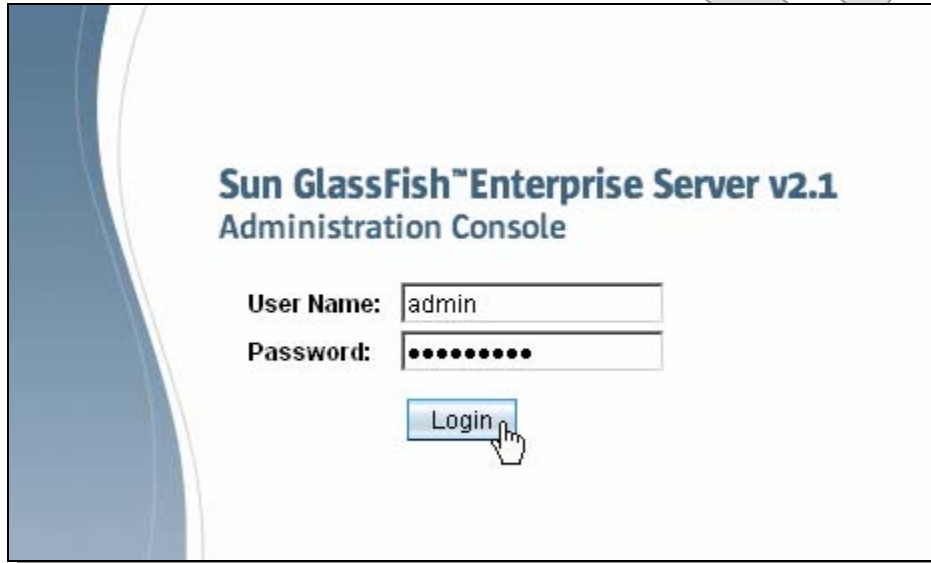 Sun GlassFish™Enterprise Server v2.1
Administration Console
User Name: admin
Password: •••••••••
Login